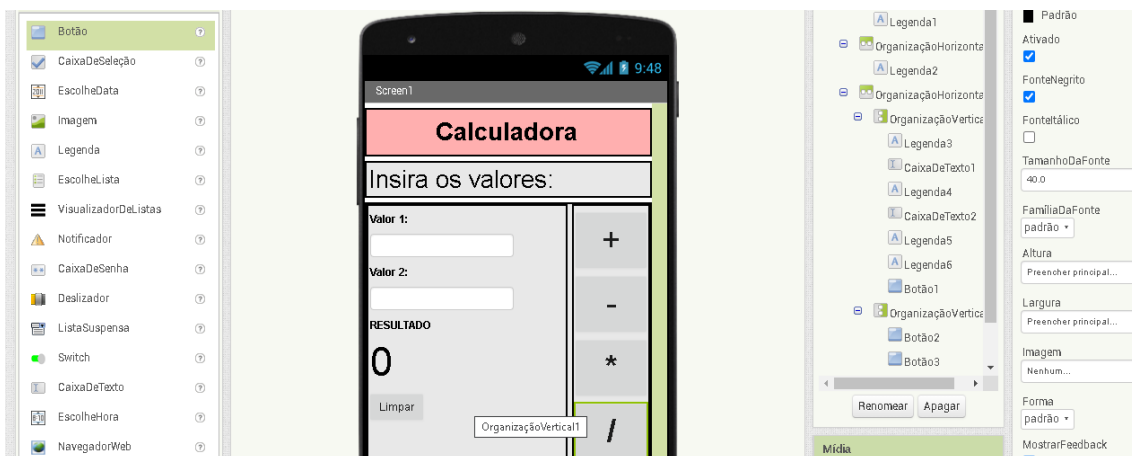 Botão
CaixaDeSeleção
EscolheData
Imagem
Legenda
EscolheLista
VisualizadorDeListas
Notificador
CaixaDeSenha
Deslizador
ListaSuspensa
Switch
CaixaDeTexto
EscolheHora
NavegadorWeb
9:48
Screen1
Calculadora
Insira os valores:
Valor 1:
Valor 2:
RESULTADO
0
Limpar
+
-
*
/
OrganizaçãoVertical1
Legenda1
OrganizaçãoHorizonta
Legenda2
OrganizaçãoHorizonta
OrganizaçãoVertica
Legenda3
CaixaDeTexto1
Legenda4
CaixaDeTexto2
Legenda5
Legenda6
Botão1
OrganizaçãoVertica
Botão2
Botão3
Renomear Apagar
Mídia
Padrão
Ativado
FonteNegrito
FonteItálico
TamanhoDaFonte
40.0
FamíliaDaFonte
padrão
Altura
Preencher principal...
Largura
Preencher principal...
Imagem
Nenhum...
Forma
padrão
MostrarFeedback